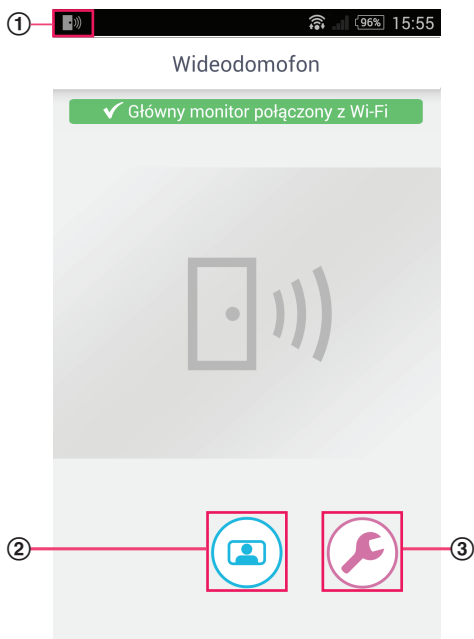 ① 96% 15:55
Wideodomofon
✓ Główny monitor połączony z Wi-Fi
② ③